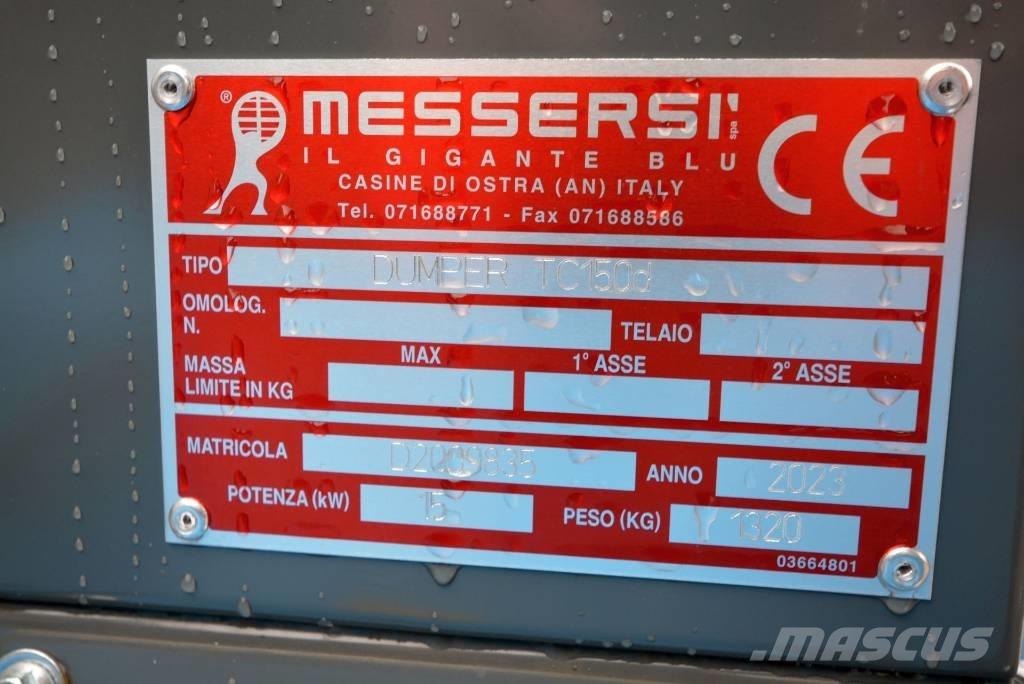 ® MESSERSI' spa
IL GIGANTE BLU
CASINE DI OSTRA (AN) ITALY
Tel. 071688771 - Fax 071688586
CE
TIPO DUMPER TC150d
OMOLOG. N. TELAIO
MASSA LIMITE IN KG MAX 1° ASSE 2° ASSE
MATRICOLA D2009835 ANNO 2023
POTENZA (kW) 15 PESO (KG) 1320
03664801
.MASCUS